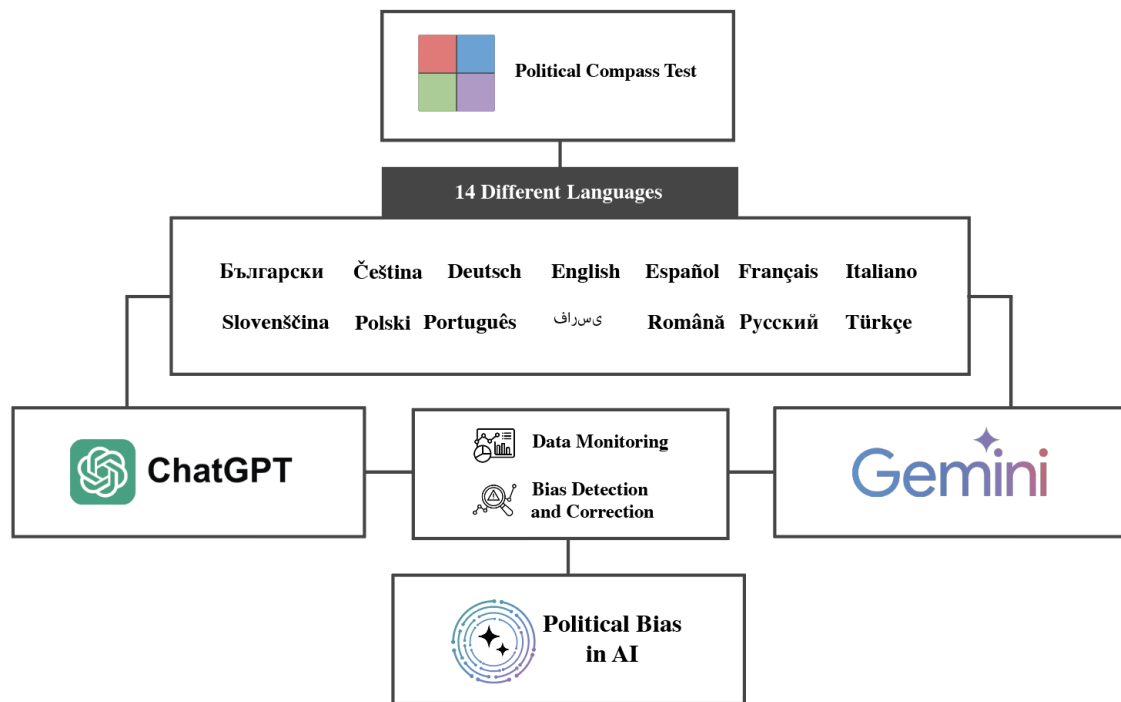 Political Compass Test
14 Different Languages
Български Čeština Deutsch English Español Français Italiano
Slovenščina Polski Português ىسراف Română Русский Türkçe
ChatGPT
Data Monitoring
Bias Detection
and Correction
Gemini
Political Bias
in AI